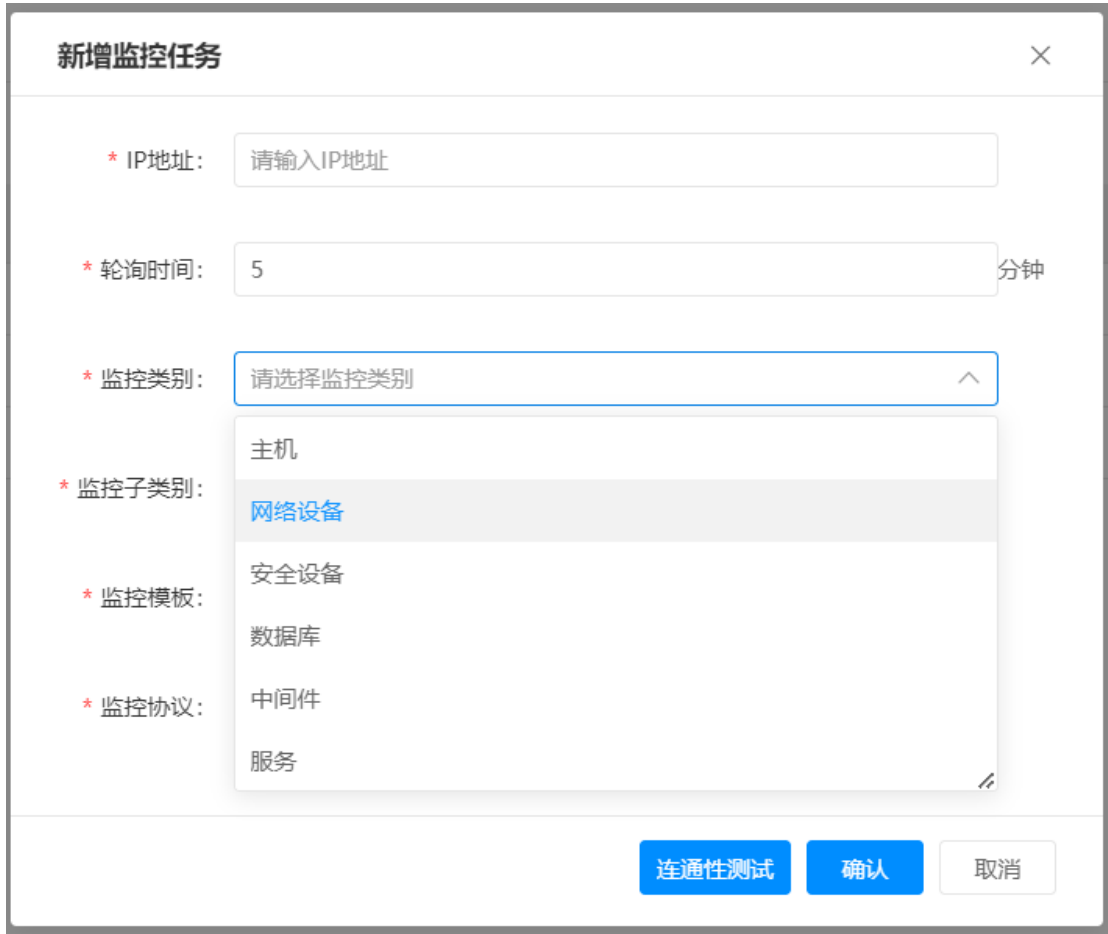 新增监控任务
* IP地址： 请输入IP地址
* 轮询时间： 5 分钟
* 监控类别： 请选择监控类别
主机
* 监控子类别：
网络设备
安全设备
* 监控模板：
数据库
中间件
* 监控协议：
服务
连通性测试 确认 取消